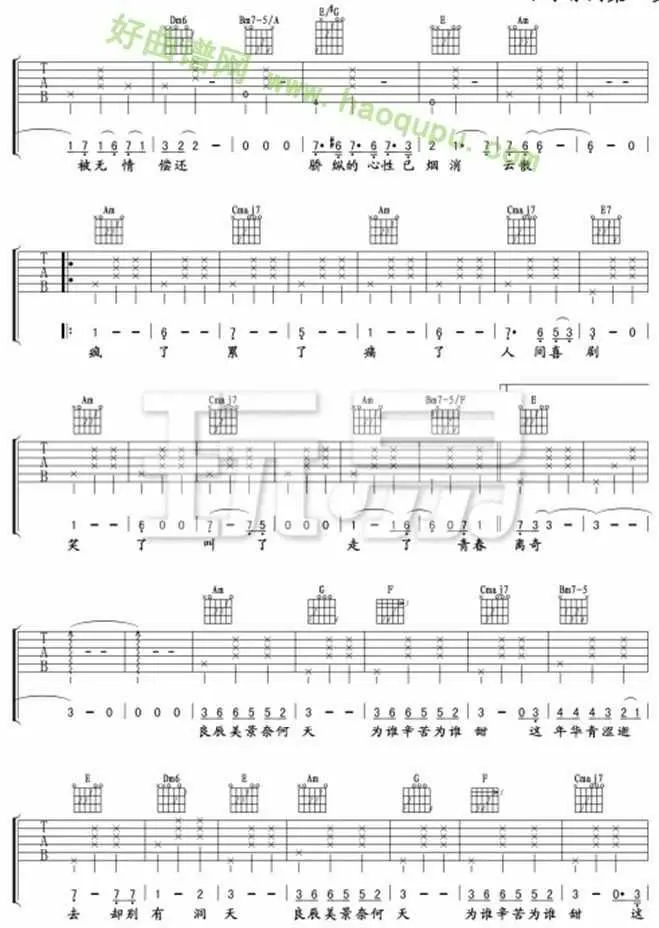 Dm6 Bm7-5/A E/#G E Am
好曲谱网 www.haoqupu.com
T A B
1 7 1 6 7 1 | 3 2 2 - | 0 0 0 | 7· #6 7· 6 7· 3 | 2 1· 7 | 7 6 6 - | - - 0
被无情 偿还 骄纵的心性已烟消 云散
Am Cmaj7 Am Cmaj7 E7
T A B
1 - - | 6 - - | 7 - - | 5 - - | 1 - - | 6 - - | 7· 6 5 3 | 3 - 0
疯 了 累 了 痛 了 人 间喜 剧
Am Cmaj7 Am Bm7-5/F E
T A B
玩易
1 - - | 6 0 0 | 7 - 7 5 | 0 0 0 | 1 - 1 6 | 6 0 7 1 | 7 3 3 - | 3 - -
笑 了 叫 了 走 了 青春 离奇
Am G F Cmaj7 Bm7-5
T A B
3 - 0 | 0 0 0 | 3 6 6 5 5 2 | 3 - - | 3 6 6 5 5 2 | 3 - 0 3 | 4 4 4 3 2 1
良辰美景奈何 天 为谁辛苦为谁 甜 这 年华青涩逝
E Dm6 E Am G F Cmaj7
T A B
7 - 7 7 | 1 - 2 | 3 - - | 3 6 6 5 5 2 | 3 - - | 3 6 6 5 5 2 | 3 - 0· 3
去 却别 有 洞 天 良辰美景奈何 天 为谁辛苦为谁 甜 这